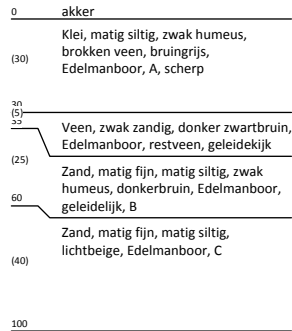 0 akker
Klei, matig siltig, zwak humeus,
brokken veen, bruingrijs,
(30)
Edelmanboor, A, scherp
30
(5)
35
Veen, zwak zandig, donker zwartbruin,
Edelmanboor, restveen, geleidekijk
(25)
Zand, matig fijn, matig siltig, zwak
humeus, donkerbruin, Edelmanboor,
60
geleidelijk, B
Zand, matig fijn, matig siltig,
lichtbeige, Edelmanboor, C
(40)
100